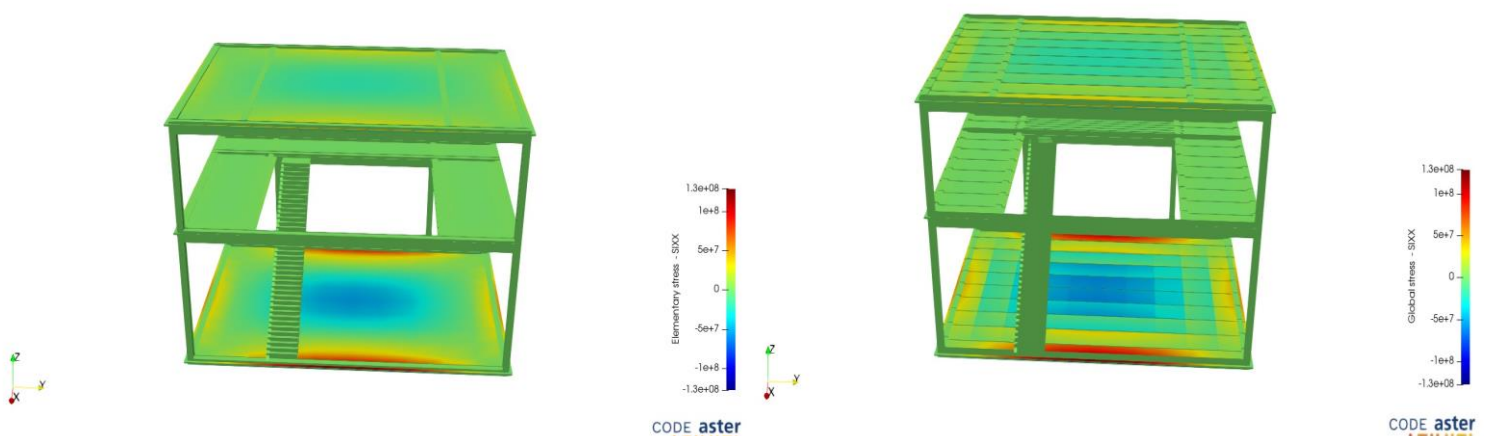 1.3e+08
1e+8
5e+7
0
-5e+7
-1e+8
-1.3e+08
Elementary stress - SIXX
Z
Y
X
CODE aster
1.3e+08
1e+8
5e+7
0
-5e+7
-1e+8
-1.3e+08
Global stress - SIXX
Z
Y
X
CODE aster